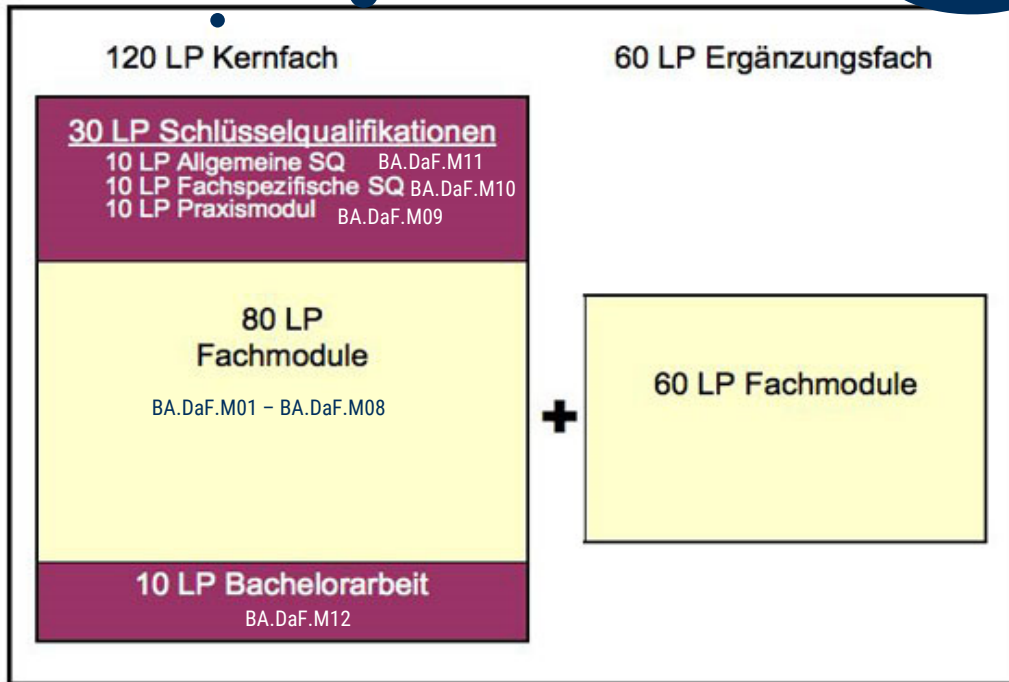 120 LP Kernfach
60 LP Ergänzungsfach
30 LP Schlüsselqualifikationen
10 LP Allgemeine SQ BA.DaF.M11
10 LP Fachspezifische SQ BA.DaF.M10
10 LP Praxismodul BA.DaF.M09
80 LP
Fachmodule
BA.DaF.M01 – BA.DaF.M08
10 LP Bachelorarbeit
BA.DaF.M12
+
60 LP Fachmodule